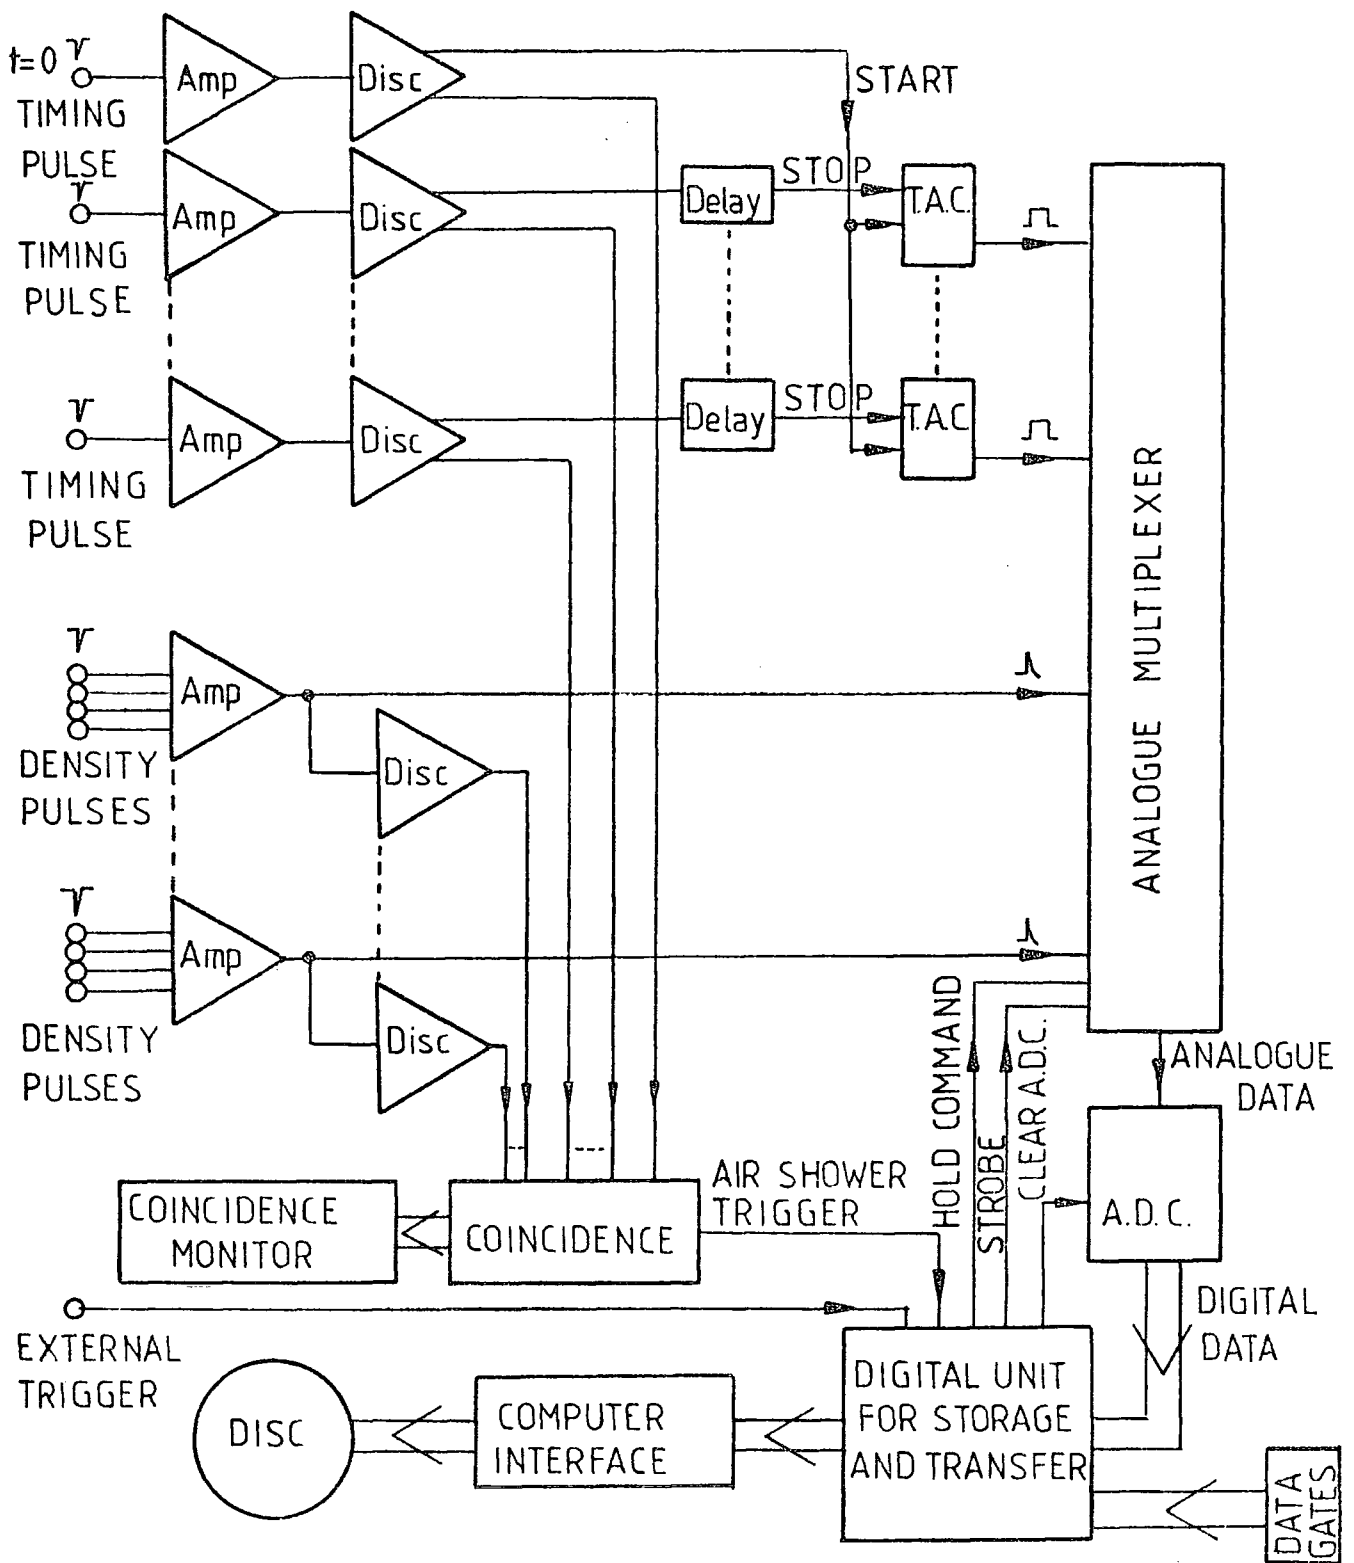 t=0
TIMING
PULSE
Amp
Disc
START
TIMING
PULSE
Amp
Disc
Delay
STOP
T.A.C.
TIMING
PULSE
Amp
Disc
Delay
STOP
T.A.C.
ANALOGUE MULTIPLEXER
DENSITY
PULSES
Amp
Disc
DENSITY
PULSES
Amp
Disc
HOLD COMMAND
STROBE
CLEAR A.D.C.
ANALOGUE
DATA
A.D.C.
COINCIDENCE
MONITOR
COINCIDENCE
AIR SHOWER
TRIGGER
EXTERNAL
TRIGGER
DISC
COMPUTER
INTERFACE
DIGITAL UNIT
FOR STORAGE
AND TRANSFER
DIGITAL
DATA
DATA
GATES